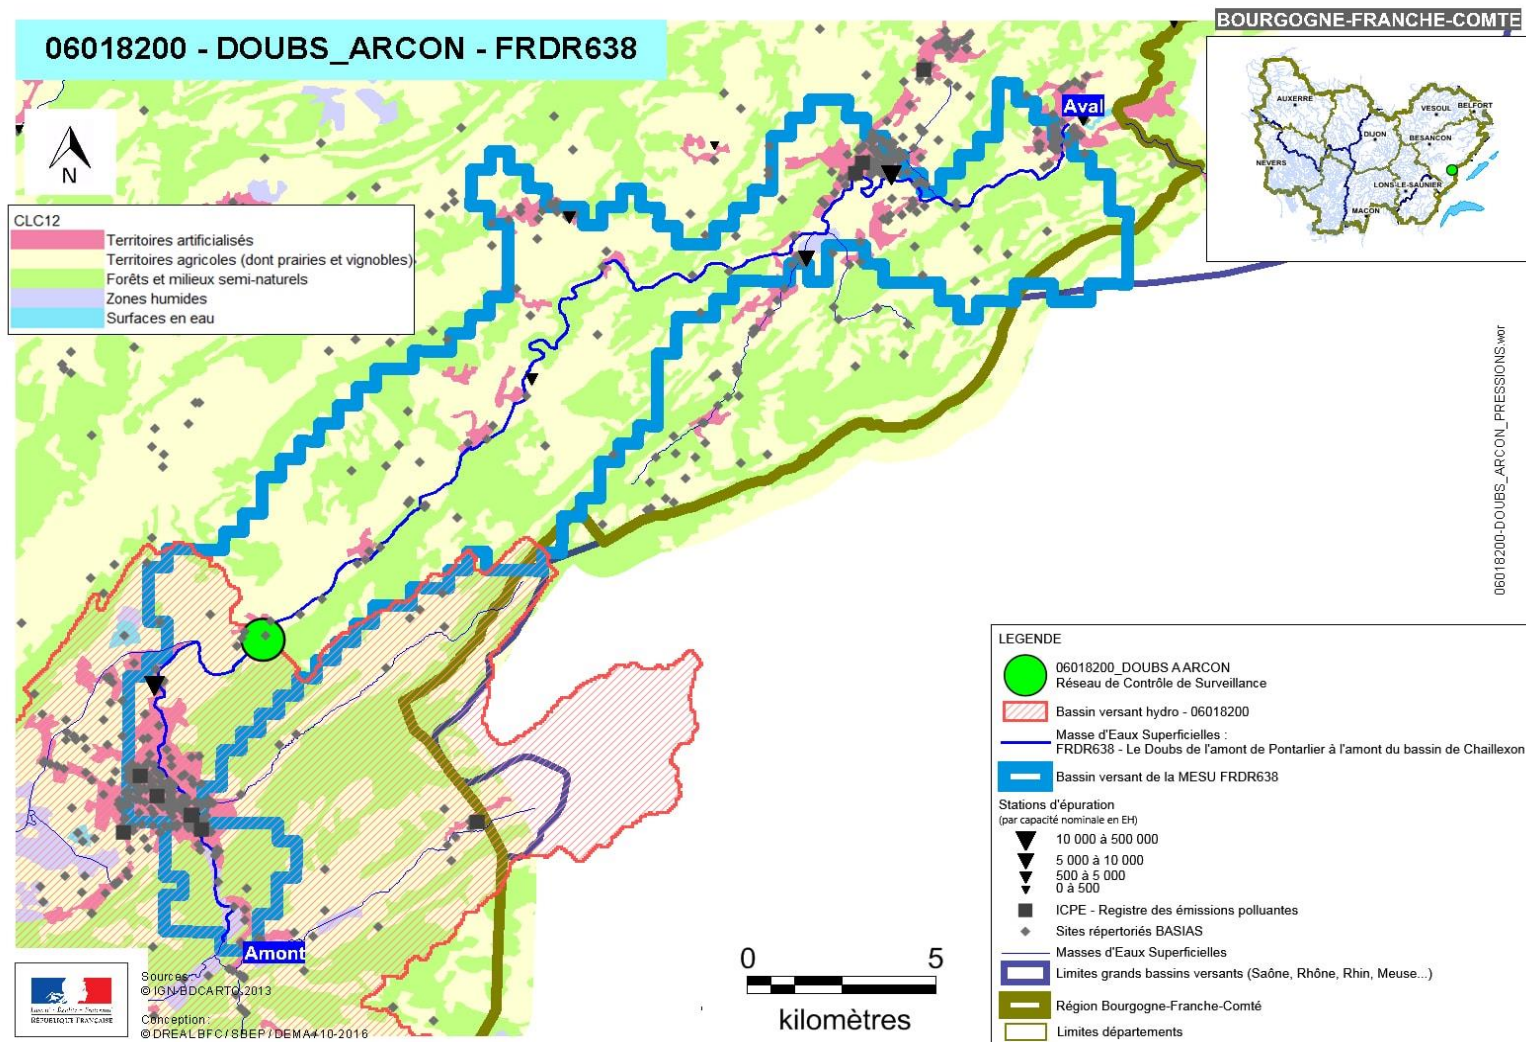 06018200 - DOUBS_ARCON - FRDR638
BOURGOGNE-FRANCHE-COMTE
AUXERRE
VESOUL
BELFORT
DIJON
BESANCON
NEVERS
LONS-LE-SAUNIER
MACON
Aval
N
CLC12
Territoires artificialisés
Territoires agricoles (dont prairies et vignobles)
Forêts et milieux semi-naturels
Zones humides
Surfaces en eau
06018200-DOUBS_ARCON_PRESSIONS.wor
LEGENDE
06018200_DOUBS A ARCON
Réseau de Contrôle de Surveillance
Bassin versant hydro - 06018200
Masse d'Eaux Superficielles :
FRDR638 - Le Doubs de l'amont de Pontarlier à l'amont du bassin de Chaillexon
Bassin versant de la MESU FRDR638
Stations d'épuration
(par capacité nominale en EH)
10 000 à 500 000
5 000 à 10 000
500 à 5 000
0 à 500
ICPE - Registre des émissions polluantes
Sites répertoriés BASIAS
Masses d'Eaux Superficielles
Limites grands bassins versants (Saône, Rhône, Rhin, Meuse...)
Région Bourgogne-Franche-Comté
Limites départements
Amont
0 5
kilomètres
Liberté • Égalité • Fraternité
RÉPUBLIQUE FRANÇAISE
Sources :
© IGN-BDCARTO-2013
Conception :
© DREAL BFC / SBEP / DEMA / 10-2016